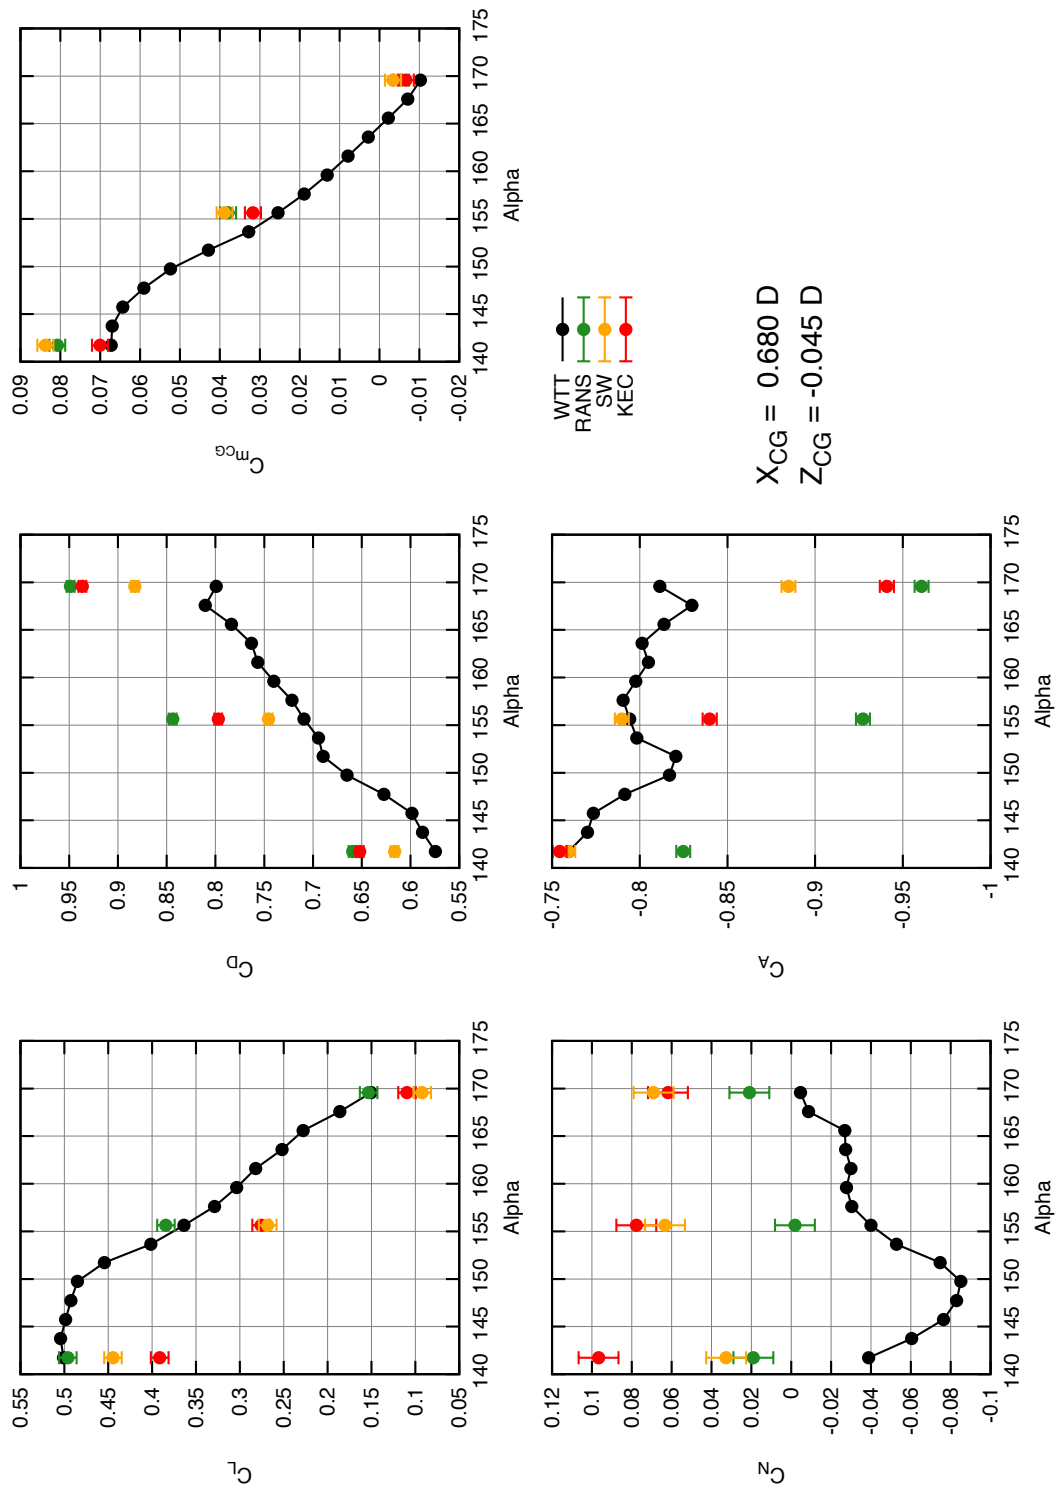 C_L
0.55
0.5
0.45
0.4
0.35
0.3
0.25
0.2
0.15
0.1
0.05
140 145 150 155 160 165 170 175
Alpha
C_D
1
0.95
0.9
0.85
0.8
0.75
0.7
0.65
0.6
0.55
140 145 150 155 160 165 170 175
Alpha
C_mCG
0.09
0.08
0.07
0.06
0.05
0.04
0.03
0.02
0.01
0
-0.01
-0.02
140 145 150 155 160 165 170 175
Alpha
C_N
0.12
0.1
0.08
0.06
0.04
0.02
0
-0.02
-0.04
-0.06
-0.08
-0.1
140 145 150 155 160 165 170 175
Alpha
C_A
-0.75
-0.8
-0.85
-0.9
-0.95
-1
140 145 150 155 160 165 170 175
Alpha
WTT
RANS
SW
KEC
X_CG = 0.680 D
Z_CG = -0.045 D